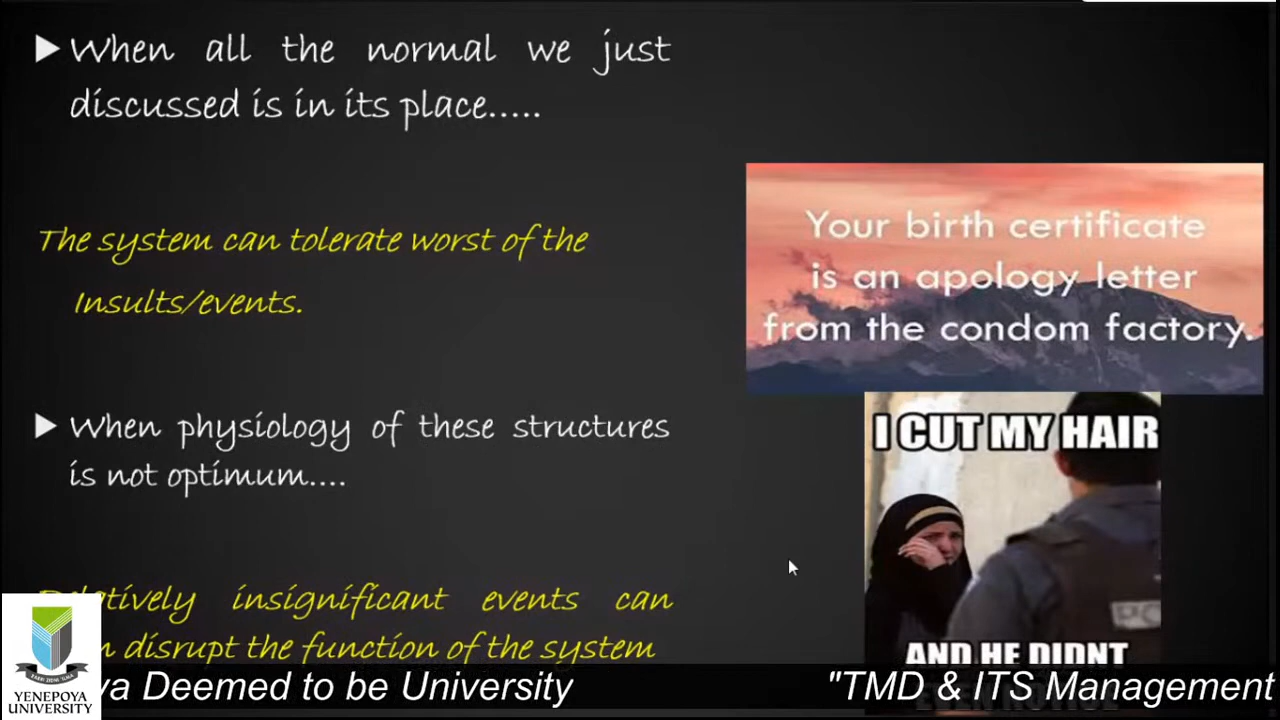 When all the normal we just
discussed is in its place.....
The system can tolerate worst of the
Insults/events.
When physiology of these structures
is not optimum....
insignificant events can
disrupt the function of the system
Your birth certificate
is an apology letter
from the condom factory.
I CUT MY HAIR
AND HE DIDNT
YENEPOYA
UNIVERSITY
Deemed to be University
"TMD & ITS Management